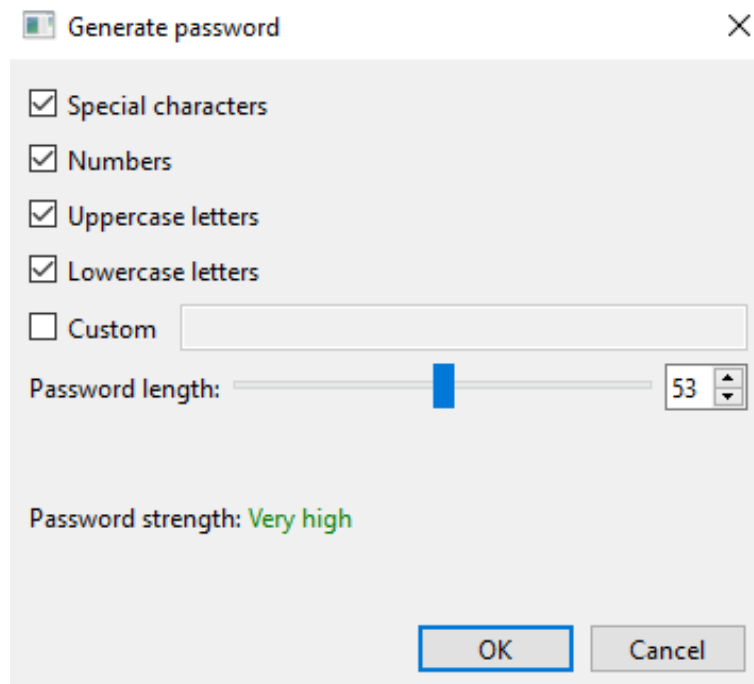 Generate password
Special characters
Numbers
Uppercase letters
Lowercase letters
Custom
Password length: 53
Password strength: Very high
OK Cancel